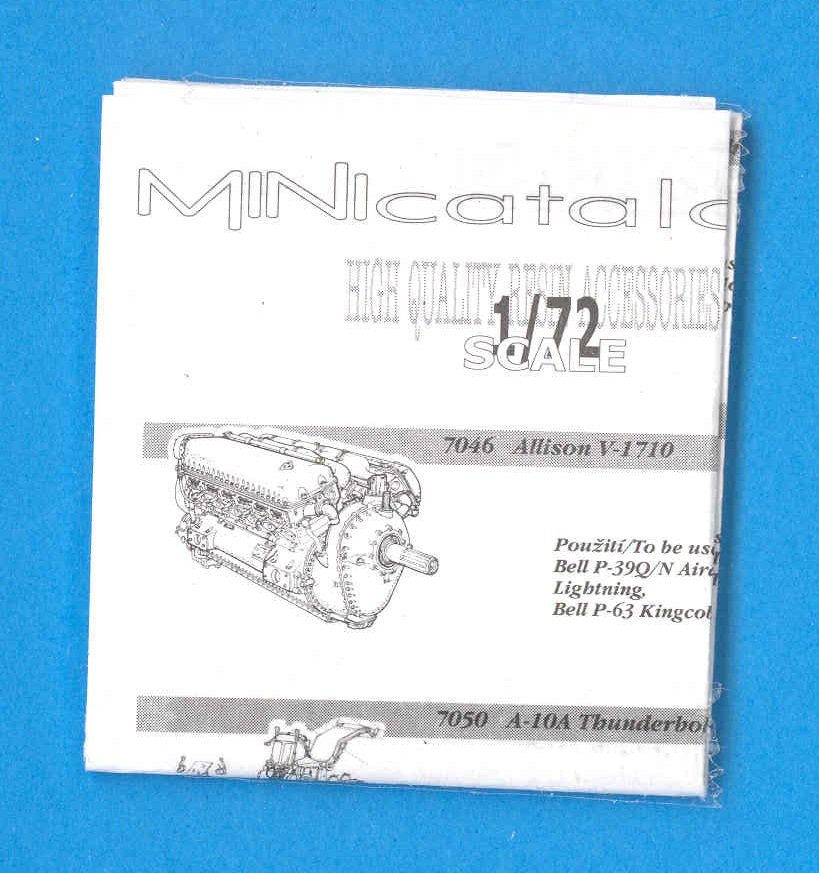 MINIcatalo
HIGH QUALITY RESIN ACCESSORIES
1/72
SCALE
7046 Allison V-1710
Použití/To be us
Bell P-39Q/N Air
Lightning,
Bell P-63 Kingco
7050 A-10A Thunderbol